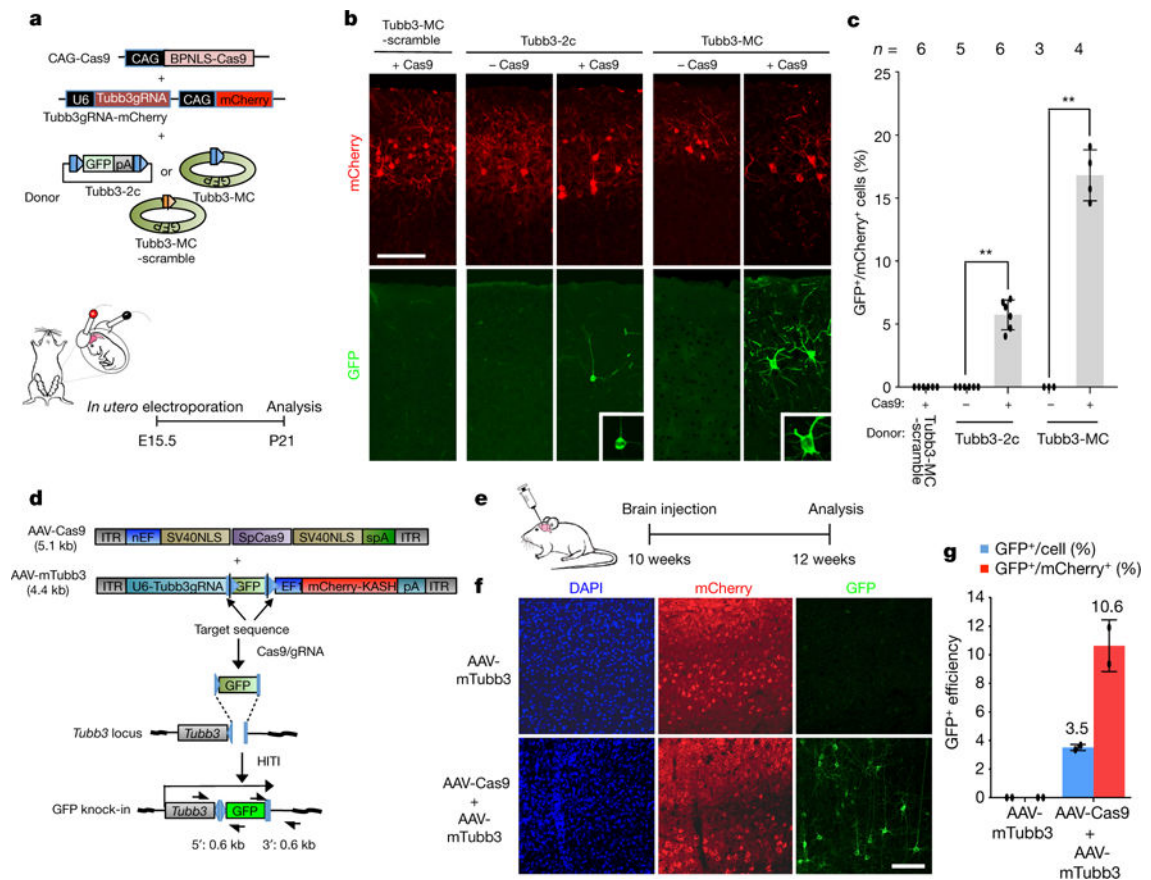 a
CAG-Cas9
CAG BPNLS-Cas9
+
U6 Tubb3gRNA CAG mCherry
Tubb3gRNA-mCherry
+
GFP pA
or
GFP
Tubb3-2c
Tubb3-MC
Donor
GFP
Tubb3-MC
-scramble
In utero electroporation Analysis
E15.5 P21
b
Tubb3-MC
-scramble
Tubb3-2c
Tubb3-MC
+ Cas9 – Cas9 + Cas9 – Cas9 + Cas9
mCherry
GFP
c
n = 6 5 6 3 4
GFP+/mCherry+ cells (%)
25
20
15
10
5
0
**
**
Cas9: + – + – +
Donor: Tubb3-MC
-scramble
Tubb3-2c Tubb3-MC
d
AAV-Cas9
(5.1 kb)
ITR nEF SV40NLS SpCas9 SV40NLS spA ITR
+
AAV-mTubb3
(4.4 kb)
ITR U6-Tubb3gRNA GFP EF1 mCherry-KASH pA ITR
Target sequence
Cas9/gRNA
GFP
Tubb3 locus
Tubb3
HITI
GFP knock-in
Tubb3 GFP
5′: 0.6 kb 3′: 0.6 kb
e
Brain injection Analysis
10 weeks 12 weeks
f
DAPI mCherry GFP
AAV-
mTubb3
AAV-Cas9
+
AAV-
mTubb3
g
GFP+/cell (%)
GFP+/mCherry+ (%)
GFP+ efficiency
14
12
10
8
6
4
2
0
3.5
10.6
AAV-
mTubb3
AAV-Cas9
+
AAV-
mTubb3